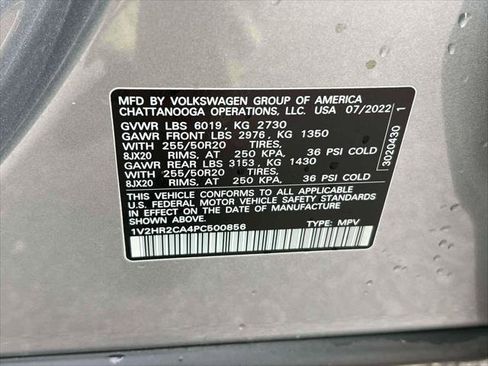 MFD BY VOLKSWAGEN GROUP OF AMERICA
CHATTANOOGA OPERATIONS, LLC. USA 07/2022
GVWR LBS 6019, KG 2730
GAWR FRONT LBS 2976, KG 1350
WITH 255/50R20 TIRES,
8JX20 RIMS, AT 250 KPA, 36 PSI COLD
GAWR REAR LBS 3153, KG 1430
WITH 255/50R20 TIRES,
8JX20 RIMS, AT 250 KPA, 36 PSI COLD
THIS VEHICLE CONFORMS TO ALL APPLICABLE
U.S. FEDERAL MOTOR VEHICLE SAFETY STANDARDS
IN EFFECT ON THE DATE OF MANUFACTURE
SHOWN ABOVE.
1V2HR2CA4PC500856 TYPE: MPV
3020430 1